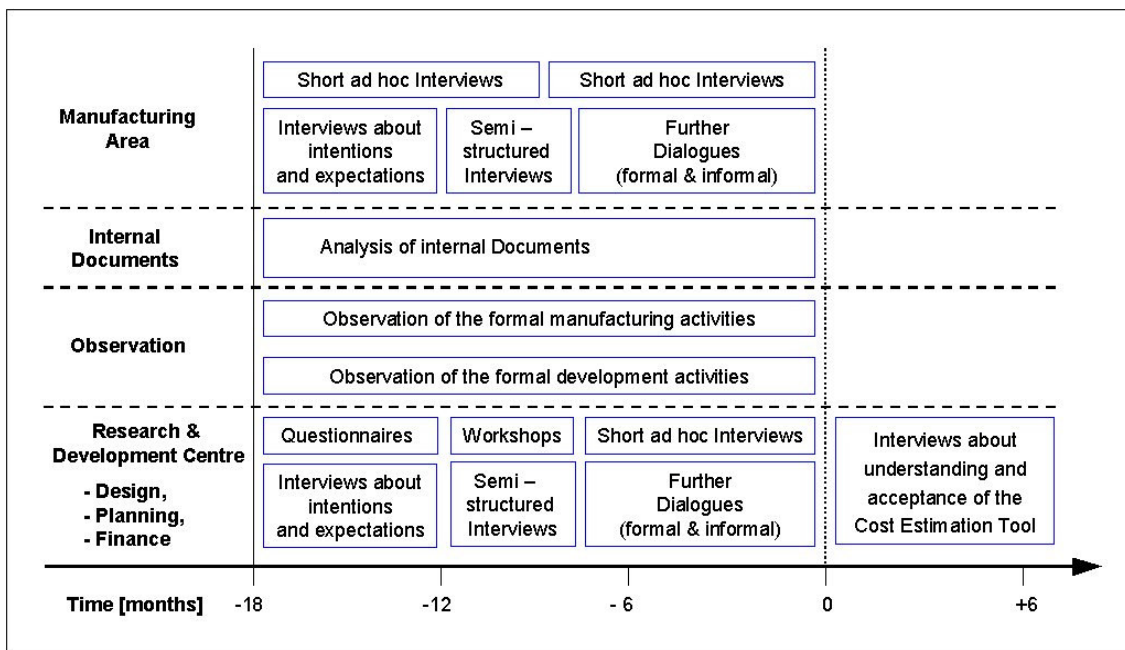 Manufacturing
Area
Short ad hoc Interviews
Short ad hoc Interviews
Interviews about
intentions
and expectations
Semi –
structured
Interviews
Further
Dialogues
(formal & informal)
Internal
Documents
Analysis of internal Documents
Observation
Observation of the formal manufacturing activities
Observation of the formal development activities
Research &
Development Centre
- Design,
- Planning,
- Finance
Questionnaires
Workshops
Short ad hoc Interviews
Interviews about
intentions
and expectations
Semi –
structured
Interviews
Further
Dialogues
(formal & informal)
Interviews about
understanding and
acceptance of the
Cost Estimation Tool
Time [months]
-18
-12
- 6
0
+6